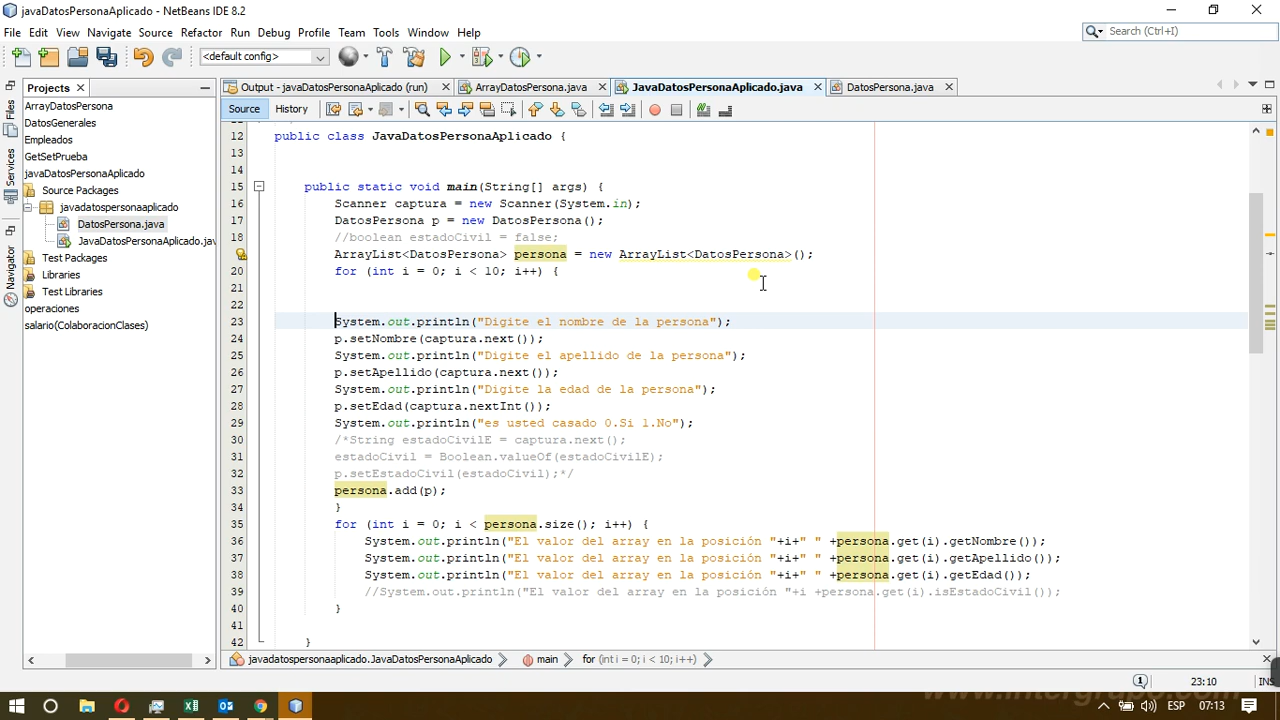 javaDatosPersonaAplicado - NetBeans IDE 8.2
File Edit View Navigate Source Refactor Run Debug Profile Team Tools Window Help
Search (Ctrl+I)
<default config>
Projects
Output - javaDatosPersonaAplicado (run) ArrayDatosPersona.java JavaDatosPersonaAplicado.java DatosPersona.java
Source History
Files
Services
Navigator
ArrayDatosPersona
DatosGenerales
Empleados
GetSetPrueba
javaDatosPersonaAplicado
Source Packages
javadatospersonaaplicado
DatosPersona.java
JavaDatosPersonaAplicado.jav
Test Packages
Libraries
Test Libraries
operaciones
salario(ColaboracionClases)
12 public class JavaDatosPersonaAplicado {
13
14
15 public static void main(String[] args) {
16 Scanner captura = new Scanner(System.in);
17 DatosPersona p = new DatosPersona();
18 //boolean estadoCivil = false;
ArrayList<DatosPersona> persona = new ArrayList<DatosPersona>();
20 for (int i = 0; i < 10; i++) {
21
22
23 System.out.println("Digite el nombre de la persona");
24 p.setNombre(captura.next());
25 System.out.println("Digite el apellido de la persona");
26 p.setApellido(captura.next());
27 System.out.println("Digite la edad de la persona");
28 p.setEdad(captura.nextInt());
29 System.out.println("es usted casado 0.Si 1.No");
30 /*String estadoCivilE = captura.next();
31 estadoCivil = Boolean.valueOf(estadoCivilE);
32 p.setEstadoCivil(estadoCivil);*/
33 persona.add(p);
34 }
35 for (int i = 0; i < persona.size(); i++) {
36 System.out.println("El valor del array en la posición "+i+" " +persona.get(i).getNombre());
37 System.out.println("El valor del array en la posición "+i+" " +persona.get(i).getApellido());
38 System.out.println("El valor del array en la posición "+i+" " +persona.get(i).getEdad());
39 //System.out.println("El valor del array en la posición "+i +persona.get(i).isEstadoCivil());
40 }
41
42 }
javadatospersonaaplicado.JavaDatosPersonaAplicado main for (int i = 0; i < 10; i++)
1 23:10 INS
www.intergrupo.com
ESP 07:13